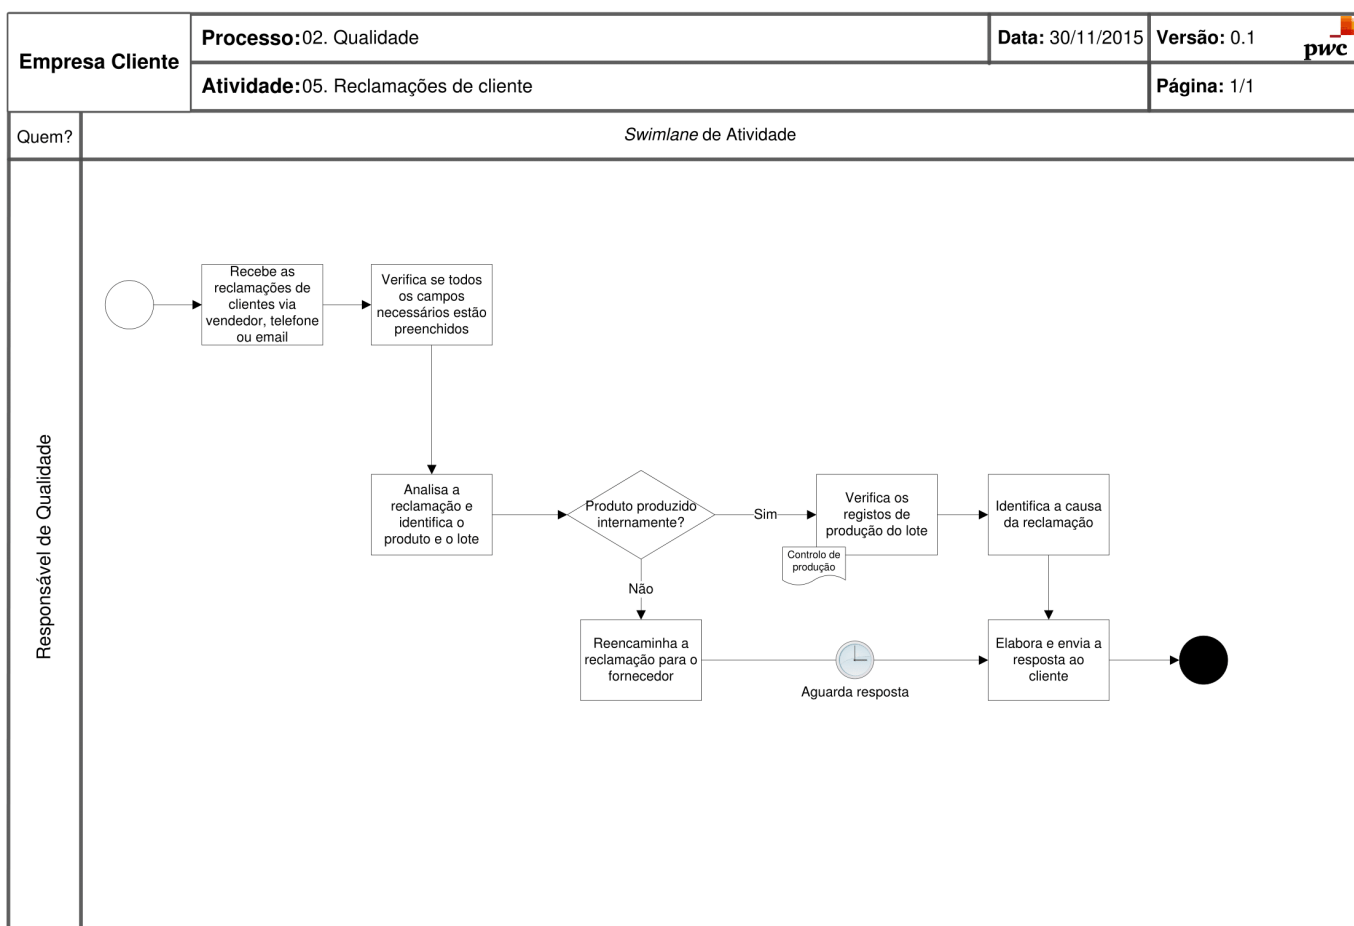 Empresa Cliente
Processo: 02. Qualidade
Data: 30/11/2015
Versão: 0.1
pwc
Atividade: 05. Reclamações de cliente
Página: 1/1
Quem?
Swimlane de Atividade
Responsável de Qualidade
Recebe as
reclamações de
clientes via
vendedor, telefone
ou email
Verifica se todos
os campos
necessários estão
preenchidos
Analisa a
reclamação e
identifica o
produto e o lote
Produto produzido
internamente?
Sim
Verifica os
registos de
produção do lote
Controlo de
produção
Identifica a causa
da reclamação
Não
Reencaminha a
reclamação para o
fornecedor
Aguarda resposta
Elabora e envia a
resposta ao
cliente